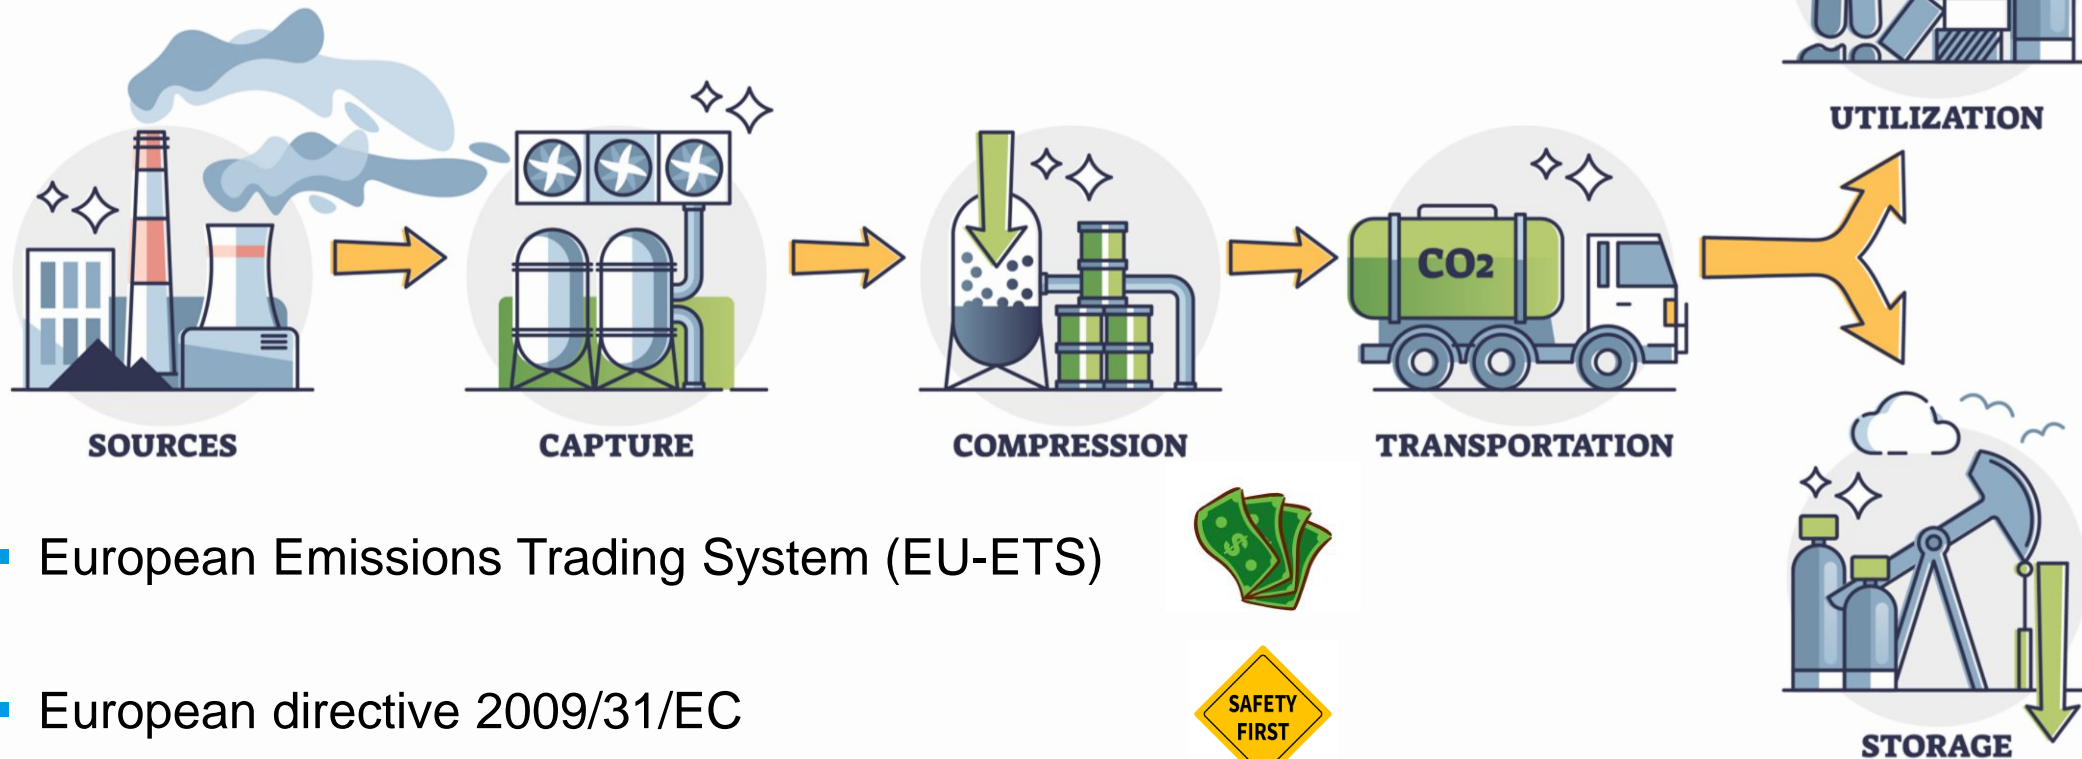 UTILIZATION
CO2
SOURCES
CAPTURE
COMPRESSION
TRANSPORTATION
European Emissions Trading System (EU-ETS)
$
European directive 2009/31/EC
SAFETY
FIRST
STORAGE